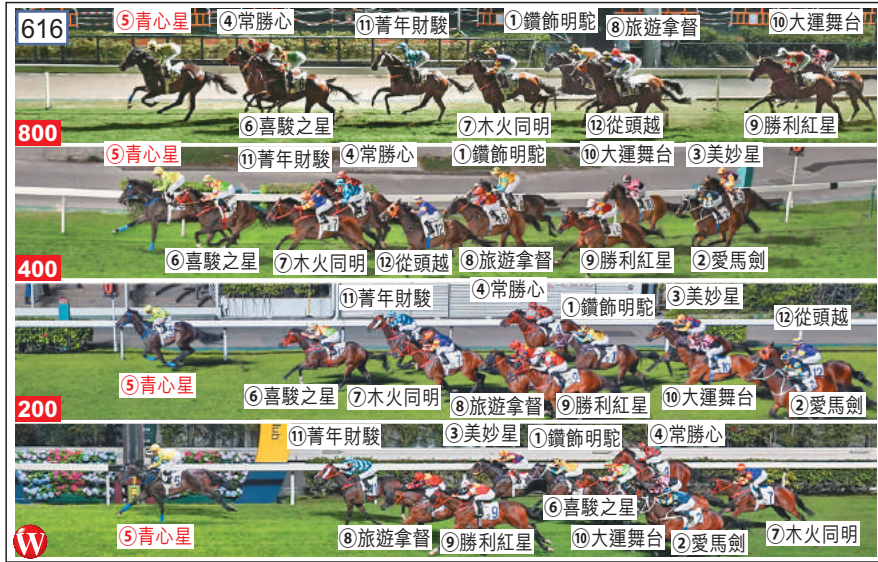 616
⑤青心星 ④常勝心 ⑪菁年財駿 ①鑽飾明駝 ⑧旅遊拿督 ⑩大運舞台
⑥喜駿之星 ⑦木火同明 ⑫從頭越 ⑨勝利紅星
800
⑤青心星 ⑪菁年財駿 ④常勝心 ①鑽飾明駝 ⑩大運舞台 ③美妙星
⑥喜駿之星 ⑦木火同明 ⑫從頭越 ⑧旅遊拿督 ⑨勝利紅星 ②愛馬劍
400
⑪菁年財駿 ④常勝心 ①鑽飾明駝 ③美妙星 ⑫從頭越
⑤青心星 ⑥喜駿之星 ⑦木火同明 ⑧旅遊拿督 ⑨勝利紅星 ⑩大運舞台 ②愛馬劍
200
⑪菁年財駿 ③美妙星 ①鑽飾明駝 ④常勝心
⑥喜駿之星
⑤青心星 ⑧旅遊拿督 ⑨勝利紅星 ⑩大運舞台 ②愛馬劍 ⑦木火同明
W